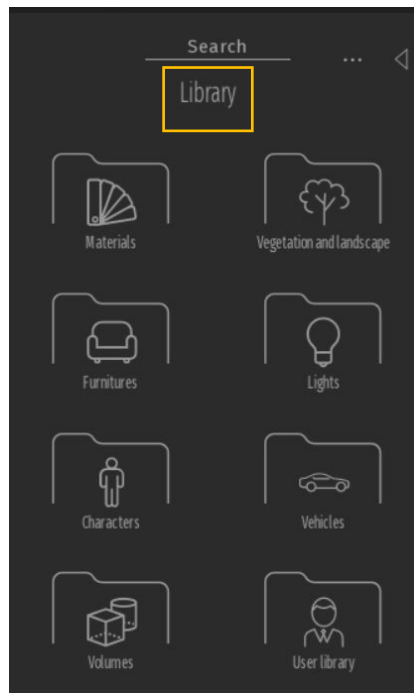 Search
...
Library
Materials
Vegetation and landscape
Furnitures
Lights
Characters
Vehicles
Volumes
User library